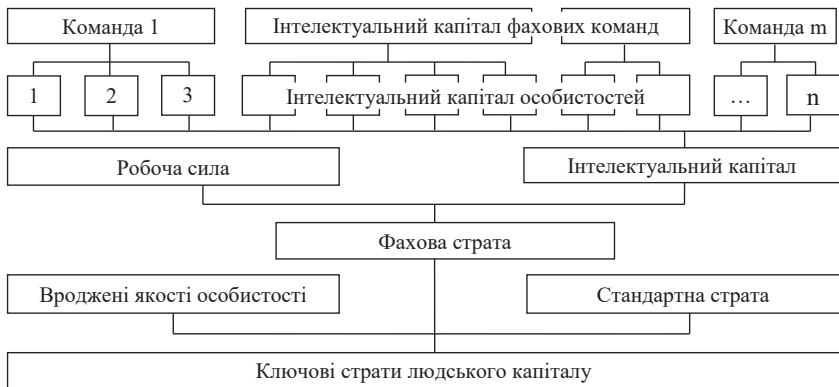 Команда 1
Інтелектуальний капітал фахових команд
Команда m
1
2
3
Інтелектуальний капітал особистостей
…
n
Робоча сила
Інтелектуальний капітал
Фахова страта
Вроджені якості особистості
Стандартна страта
Ключові страти людського капіталу